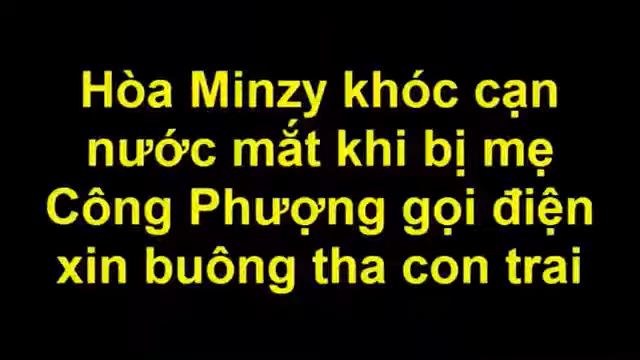 Hòa Minzy khóc cạn
nước mắt khi bị mẹ
Công Phượng gọi điện
xin buông tha con trai